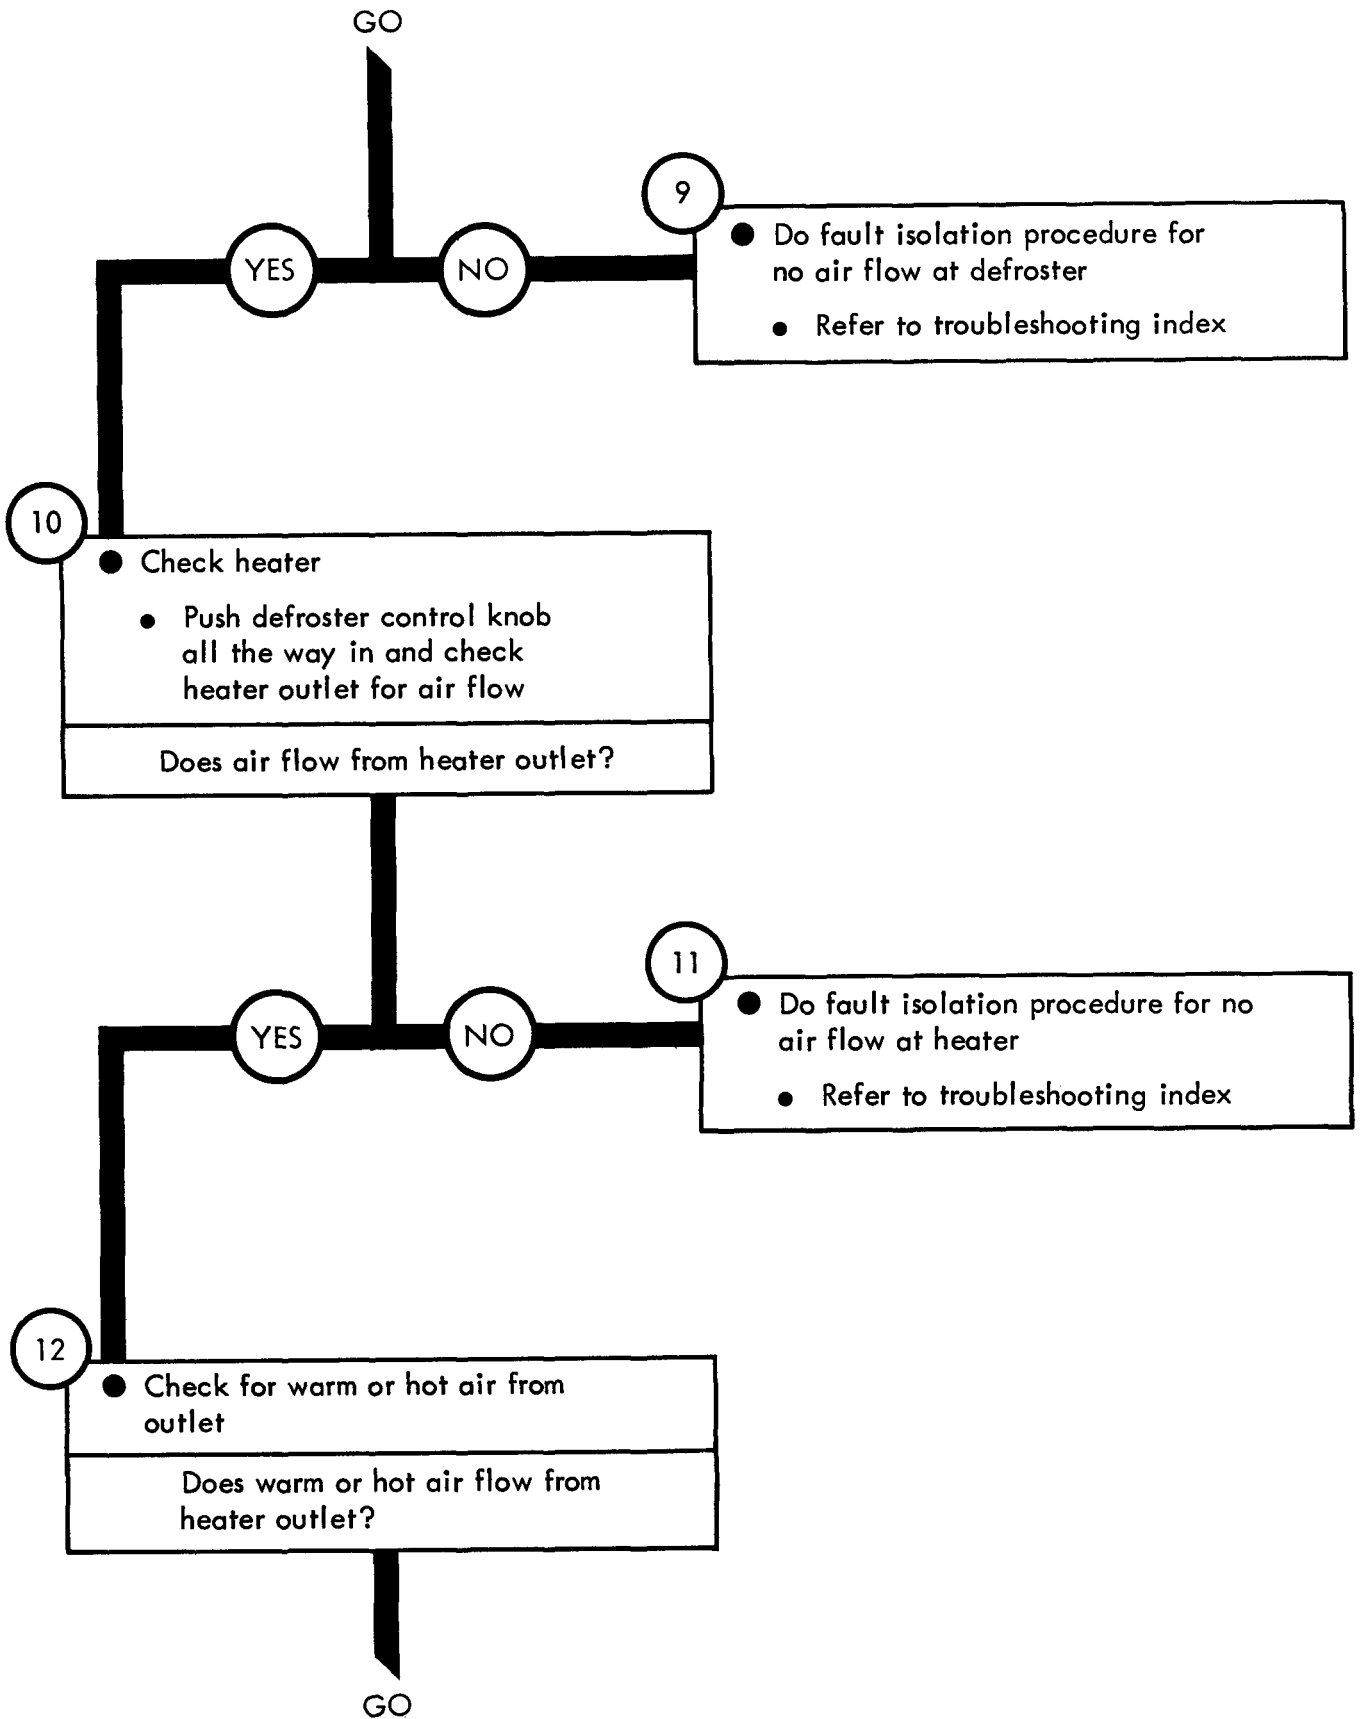 GO
9
● Do fault isolation procedure for
no air flow at defroster
● Refer to troubleshooting index
YES
NO
10
● Check heater
● Push defroster control knob
all the way in and check
heater outlet for air flow
Does air flow from heater outlet?
11
● Do fault isolation procedure for no
air flow at heater
● Refer to troubleshooting index
YES
NO
12
● Check for warm or hot air from
outlet
Does warm or hot air flow from
heater outlet?
GO